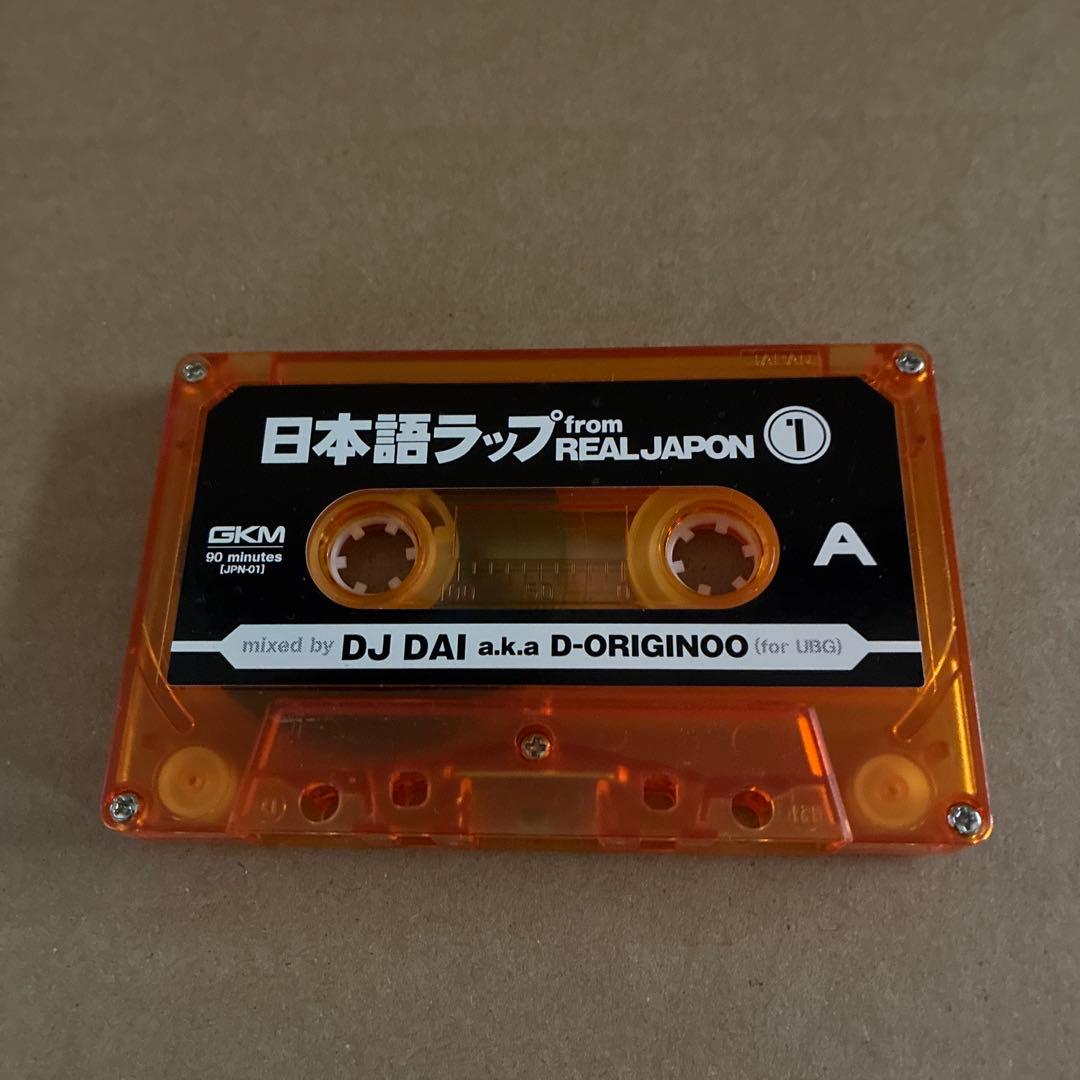 JAPAN
日本語ラップ from REAL JAPON 1
GKM
90 minutes
[JPN-01]
A
100 50 0
mixed by DJ DAI a.k.a D-ORIGINOO (for UBG)